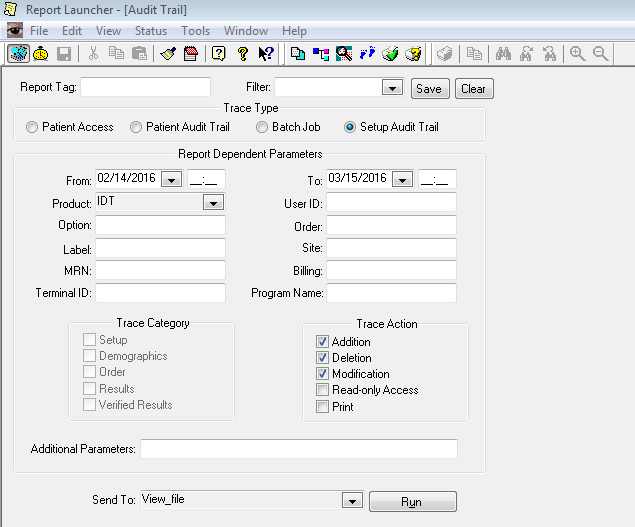 Report Launcher - [Audit Trail]
File Edit View Status Tools Window Help
Report Tag: Filter: Save Clear
Trace Type
Patient Access Patient Audit Trail Batch Job Setup Audit Trail
Report Dependent Parameters
From: 02/14/2016 __:__ To: 03/15/2016 __:__
Product: IDT User ID:
Option: Order:
Label: Site:
MRN: Billing:
Terminal ID: Program Name:
Trace Category Trace Action
Setup Addition
Demographics Deletion
Order Modification
Results Read-only Access
Verified Results Print
Additional Parameters:
Send To: View_file Run